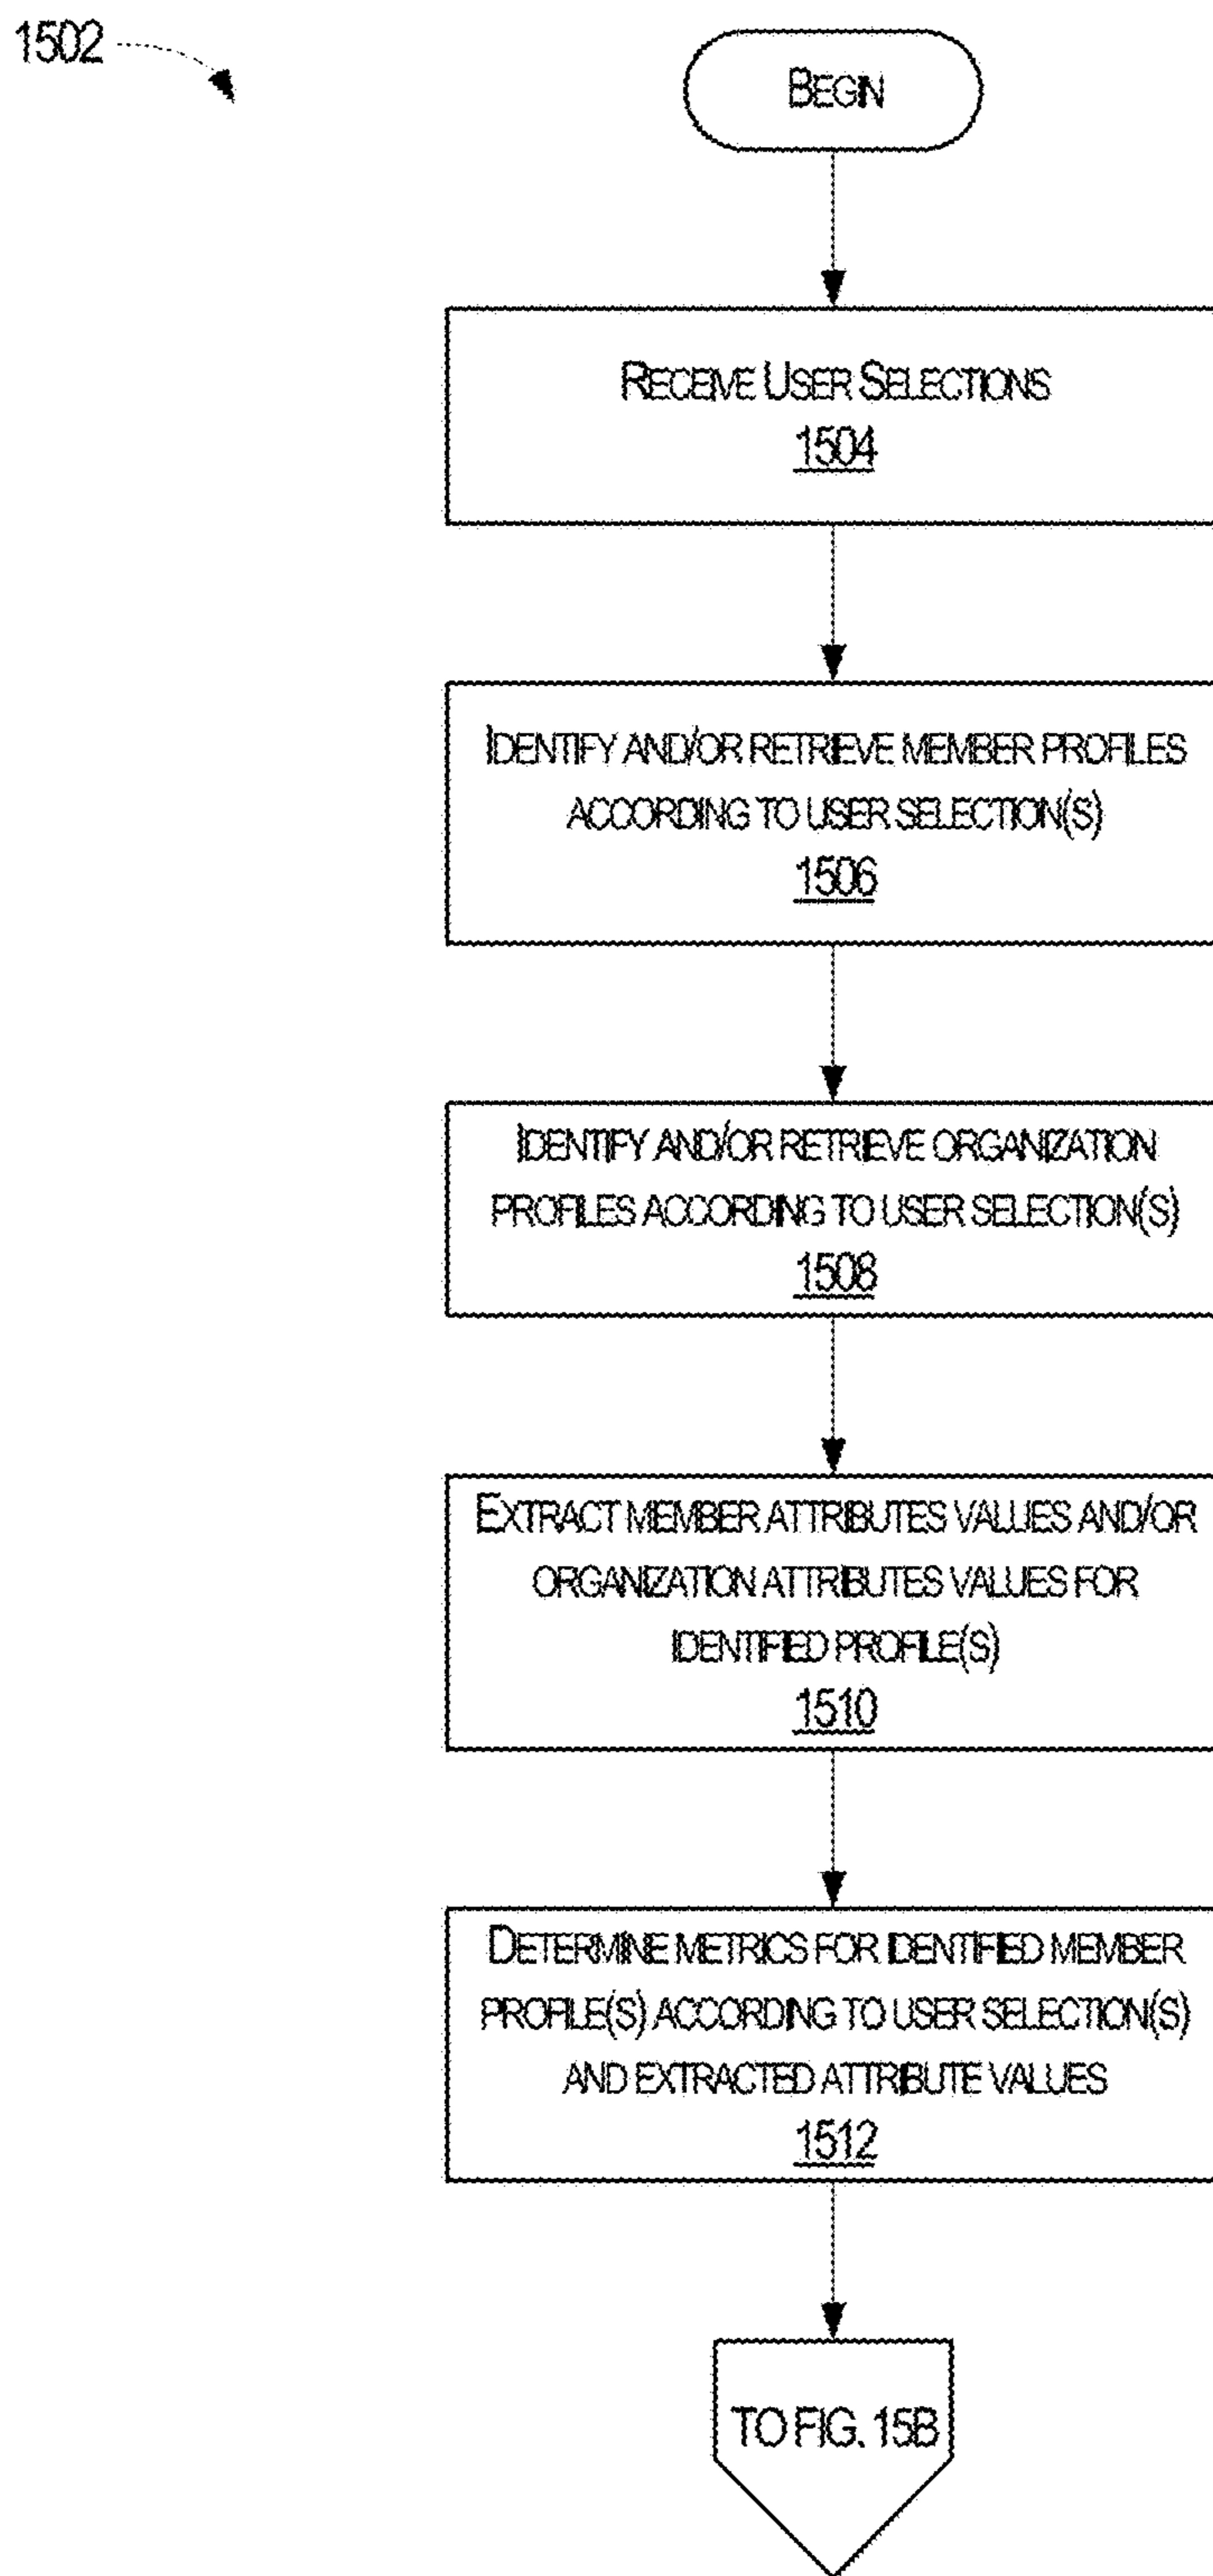 1502
BEGIN
RECEIVE USER SELECTIONS
1504
IDENTIFY AND/OR RETRIEVE MEMBER PROFILES
ACCORDING TO USER SELECTION(S)
1506
IDENTIFY AND/OR RETRIEVE ORGANIZATION
PROFILES ACCORDING TO USER SELECTION(S)
1508
EXTRACT MEMBER ATTRIBUTES VALUES AND/OR
ORGANIZATION ATTRIBUTES VALUES FOR
IDENTIFIED PROFILE(S)
1510
DETERMINE METRICS FOR IDENTIFIED MEMBER
PROFILE(S) ACCORDING TO USER SELECTION(S)
AND EXTRACTED ATTRIBUTE VALUES
1512
TO FIG. 15B